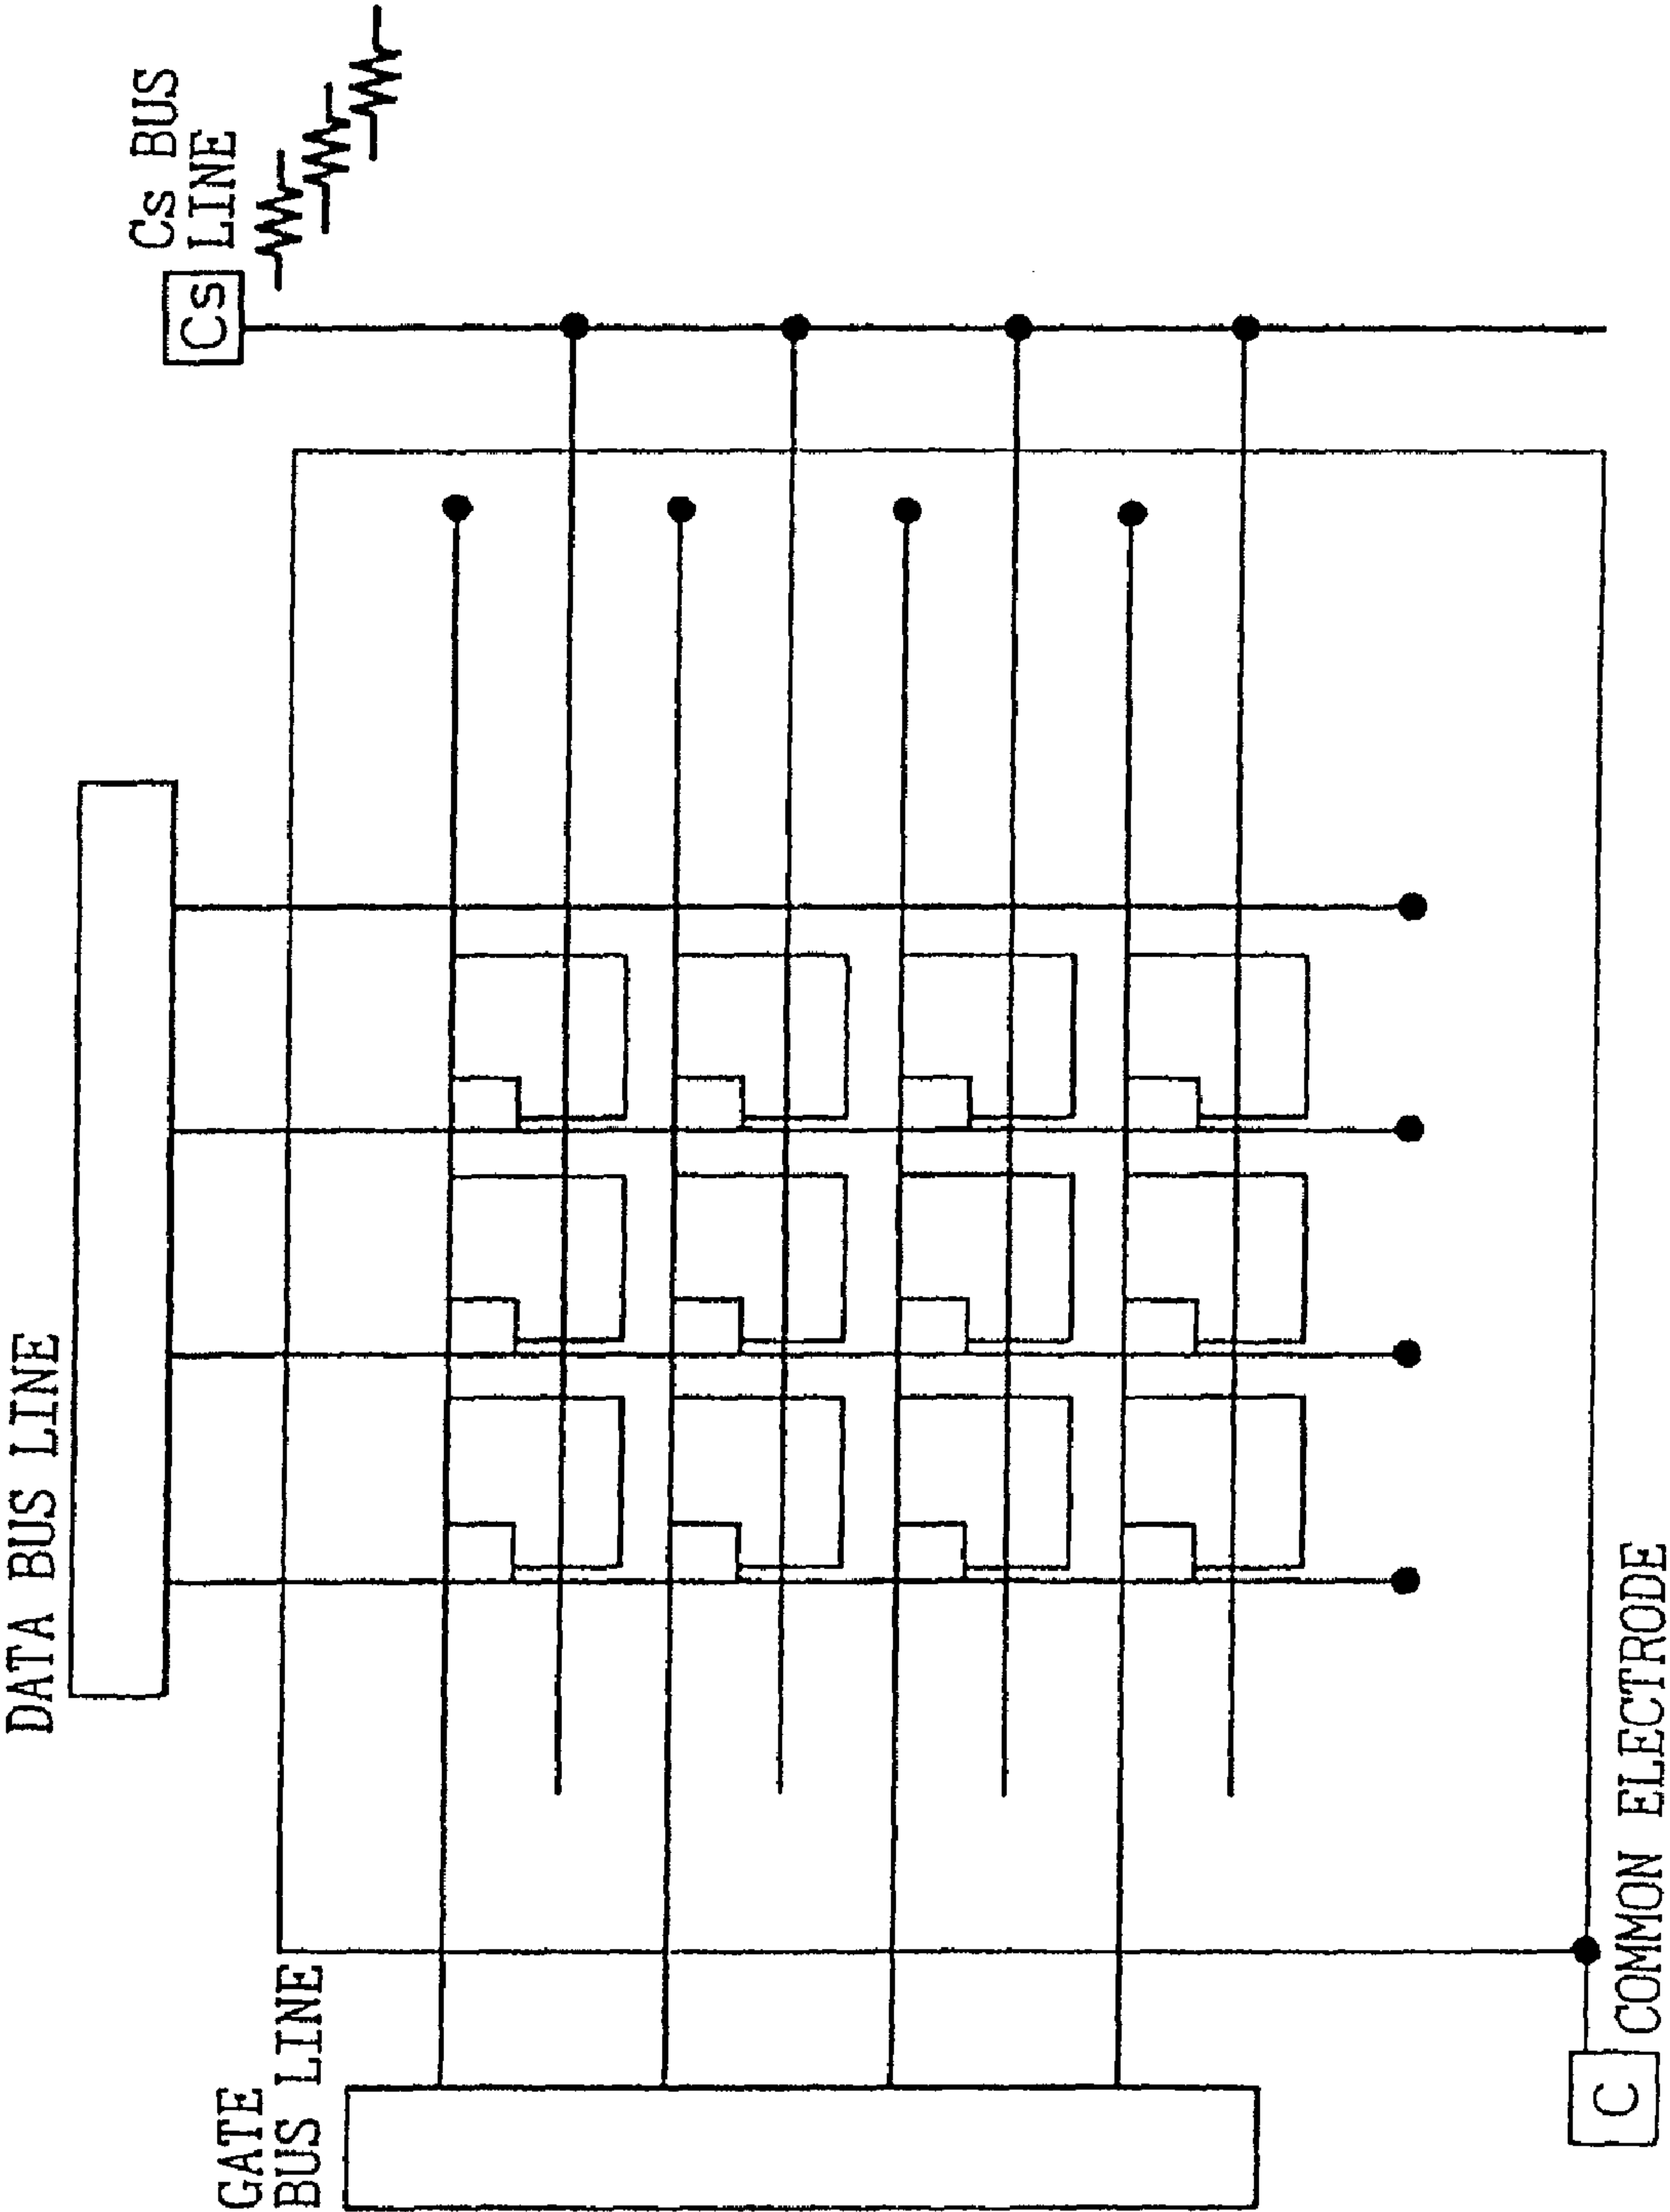 DATA BUS LINE
Cs BUS
LINE
Cs
GATE
BUS LINE
C
COMMON ELECTRODE